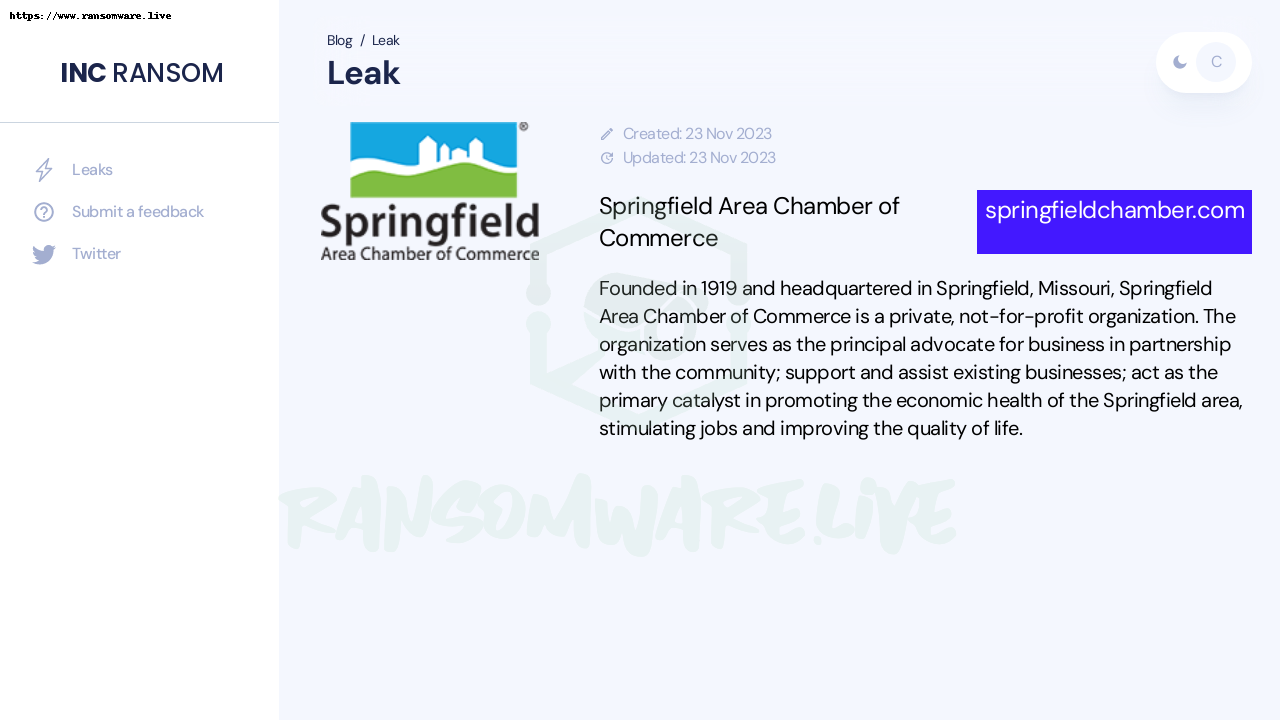 https://www.ransomware.live
INC RANSOM
Leaks
Submit a feedback
Twitter
Blog / Leak
Leak
C
®
Springfield
Area Chamber of Commerce
Created: 23 Nov 2023
Updated: 23 Nov 2023
Springfield Area Chamber of
Commerce
springfieldchamber.com
Founded in 1919 and headquartered in Springfield, Missouri, Springfield
Area Chamber of Commerce is a private, not-for-profit organization. The
organization serves as the principal advocate for business in partnership
with the community; support and assist existing businesses; act as the
primary catalyst in promoting the economic health of the Springfield area,
stimulating jobs and improving the quality of life.
RANSOMWARE.LIVE